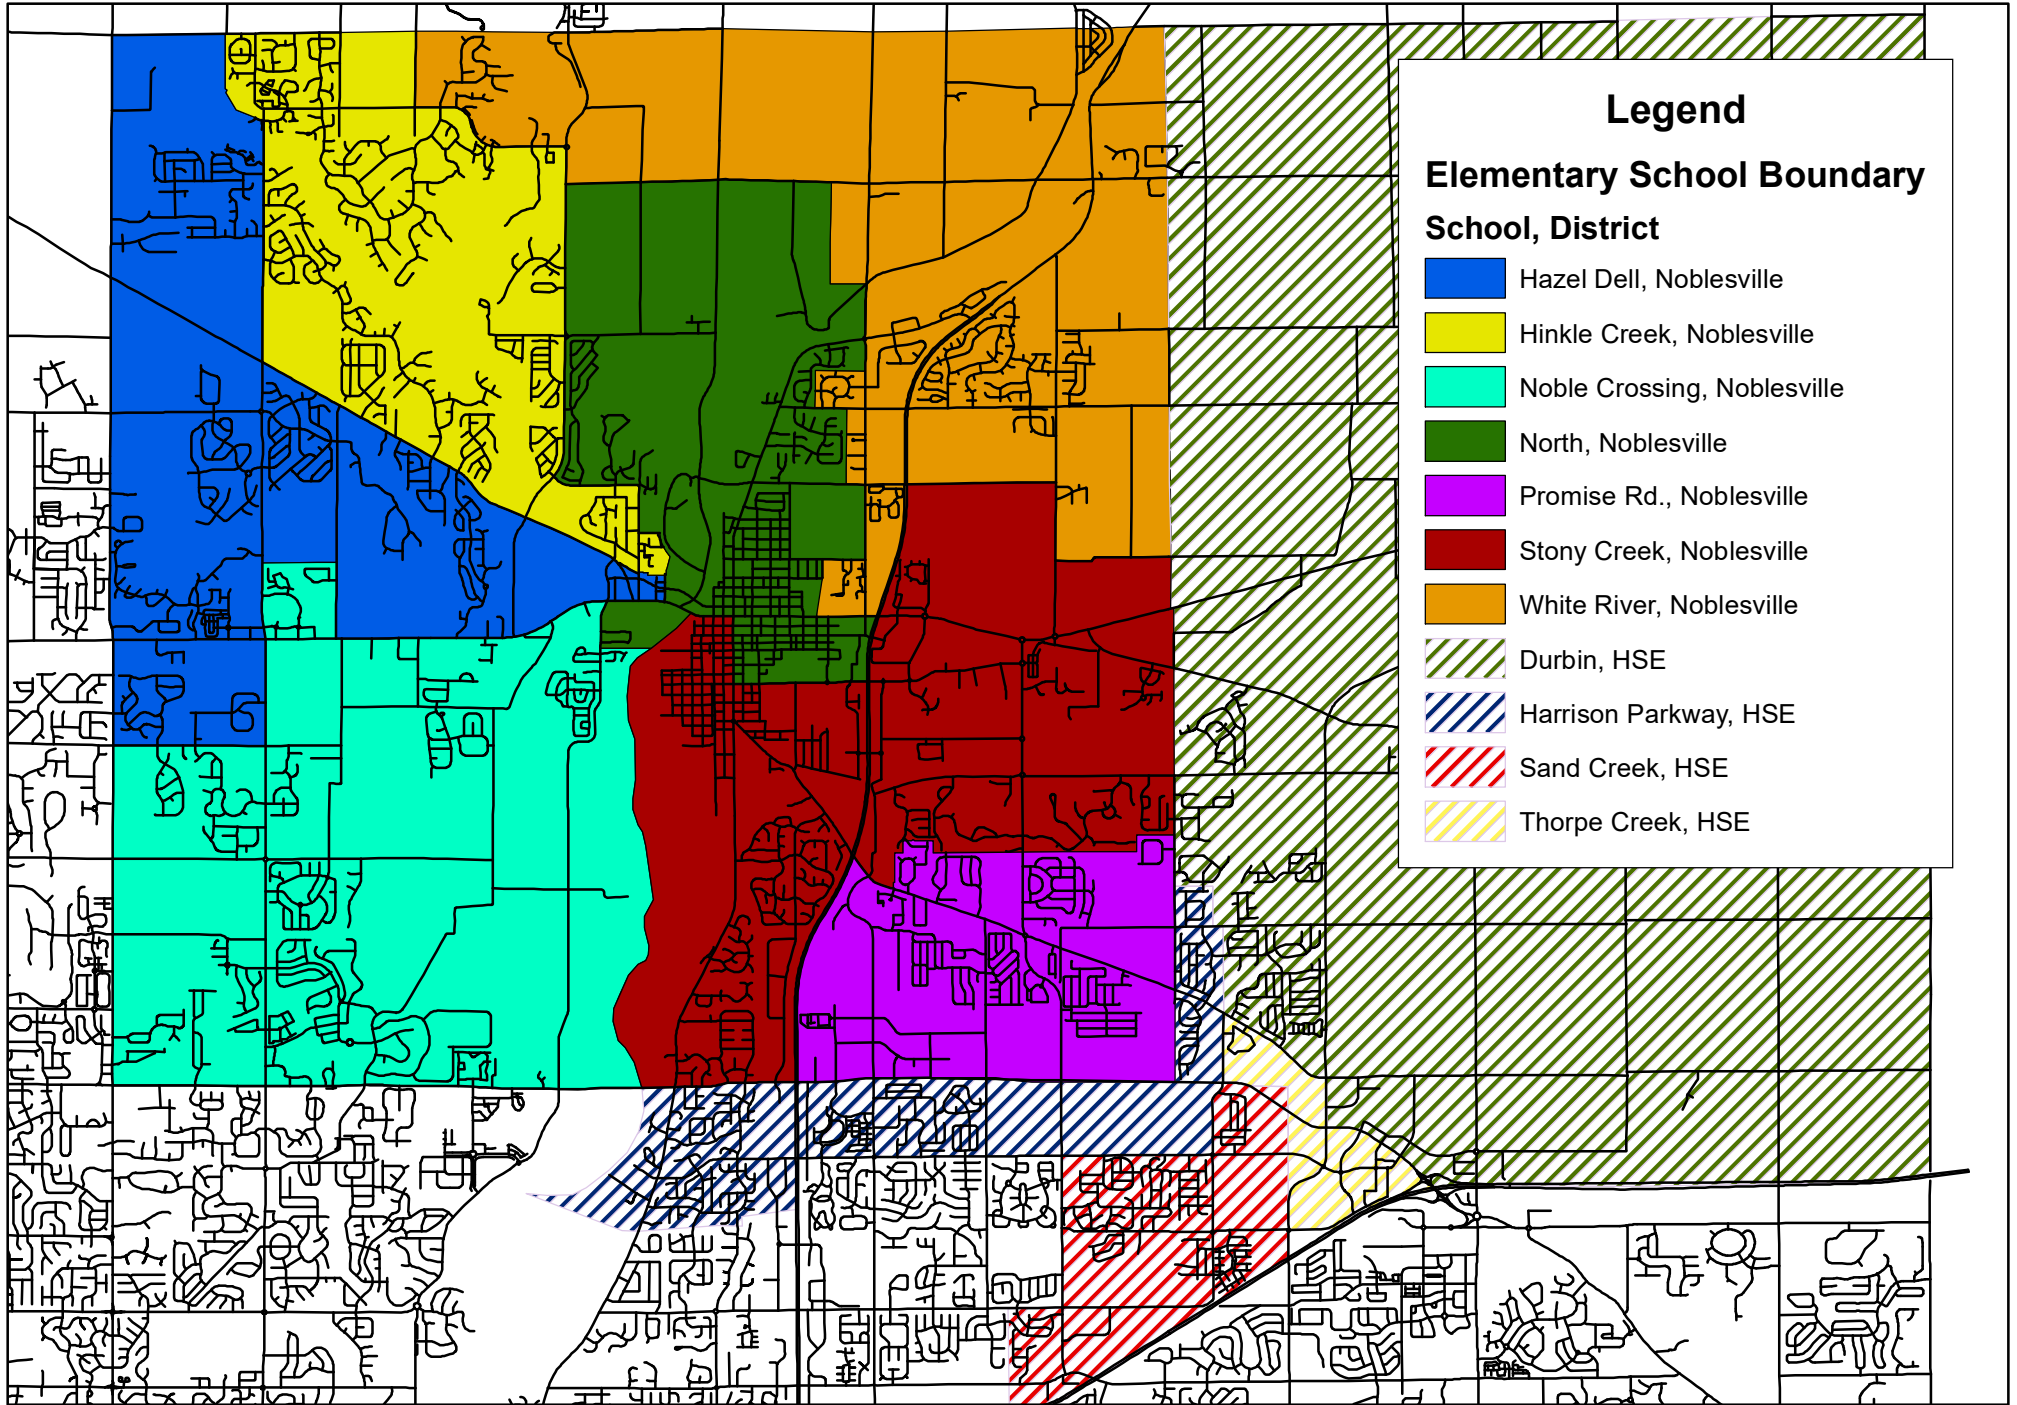 Legend
Elementary School Boundary
School, District
Hazel Dell, Noblesville
Hinkle Creek, Noblesville
Noble Crossing, Noblesville
North, Noblesville
Promise Rd., Noblesville
Stony Creek, Noblesville
White River, Noblesville
Durbin, HSE
Harrison Parkway, HSE
Sand Creek, HSE
Thorpe Creek, HSE